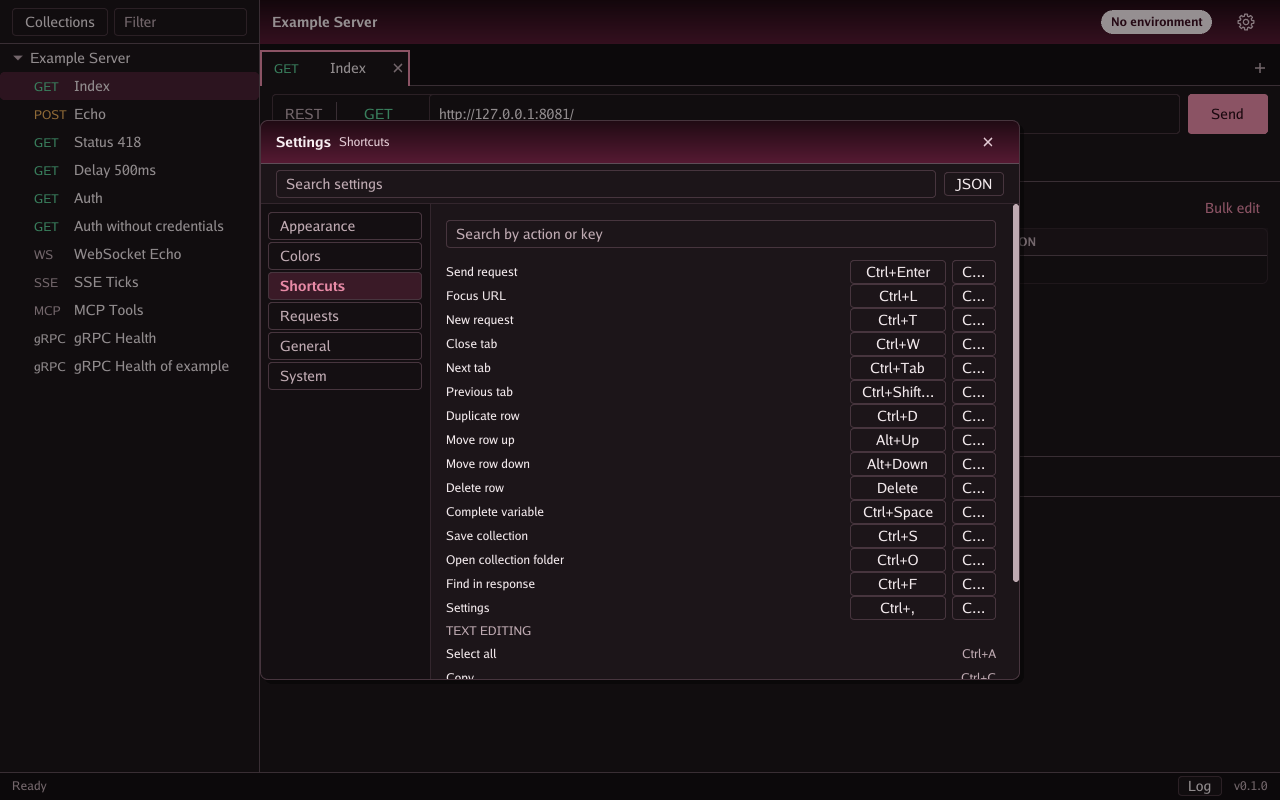 Collections
Filter
Example Server
No environment
Example Server
GET Index
POST Echo
GET Status 418
GET Delay 500ms
GET Auth
GET Auth without credentials
WS WebSocket Echo
SSE SSE Ticks
MCP MCP Tools
gRPC gRPC Health
gRPC gRPC Health of example
GET Index
REST GET http://127.0.0.1:8081/ Send
Bulk edit
Settings Shortcuts
Search settings JSON
Appearance
Colors
Shortcuts
Requests
General
System
Search by action or key
Send request Ctrl+Enter C...
Focus URL Ctrl+L C...
New request Ctrl+T C...
Close tab Ctrl+W C...
Next tab Ctrl+Tab C...
Previous tab Ctrl+Shift... C...
Duplicate row Ctrl+D C...
Move row up Alt+Up C...
Move row down Alt+Down C...
Delete row Delete C...
Complete variable Ctrl+Space C...
Save collection Ctrl+S C...
Open collection folder Ctrl+O C...
Find in response Ctrl+F C...
Settings Ctrl+, C...
TEXT EDITING
Select all Ctrl+A
Copy Ctrl+C
Ready
Log v0.1.0